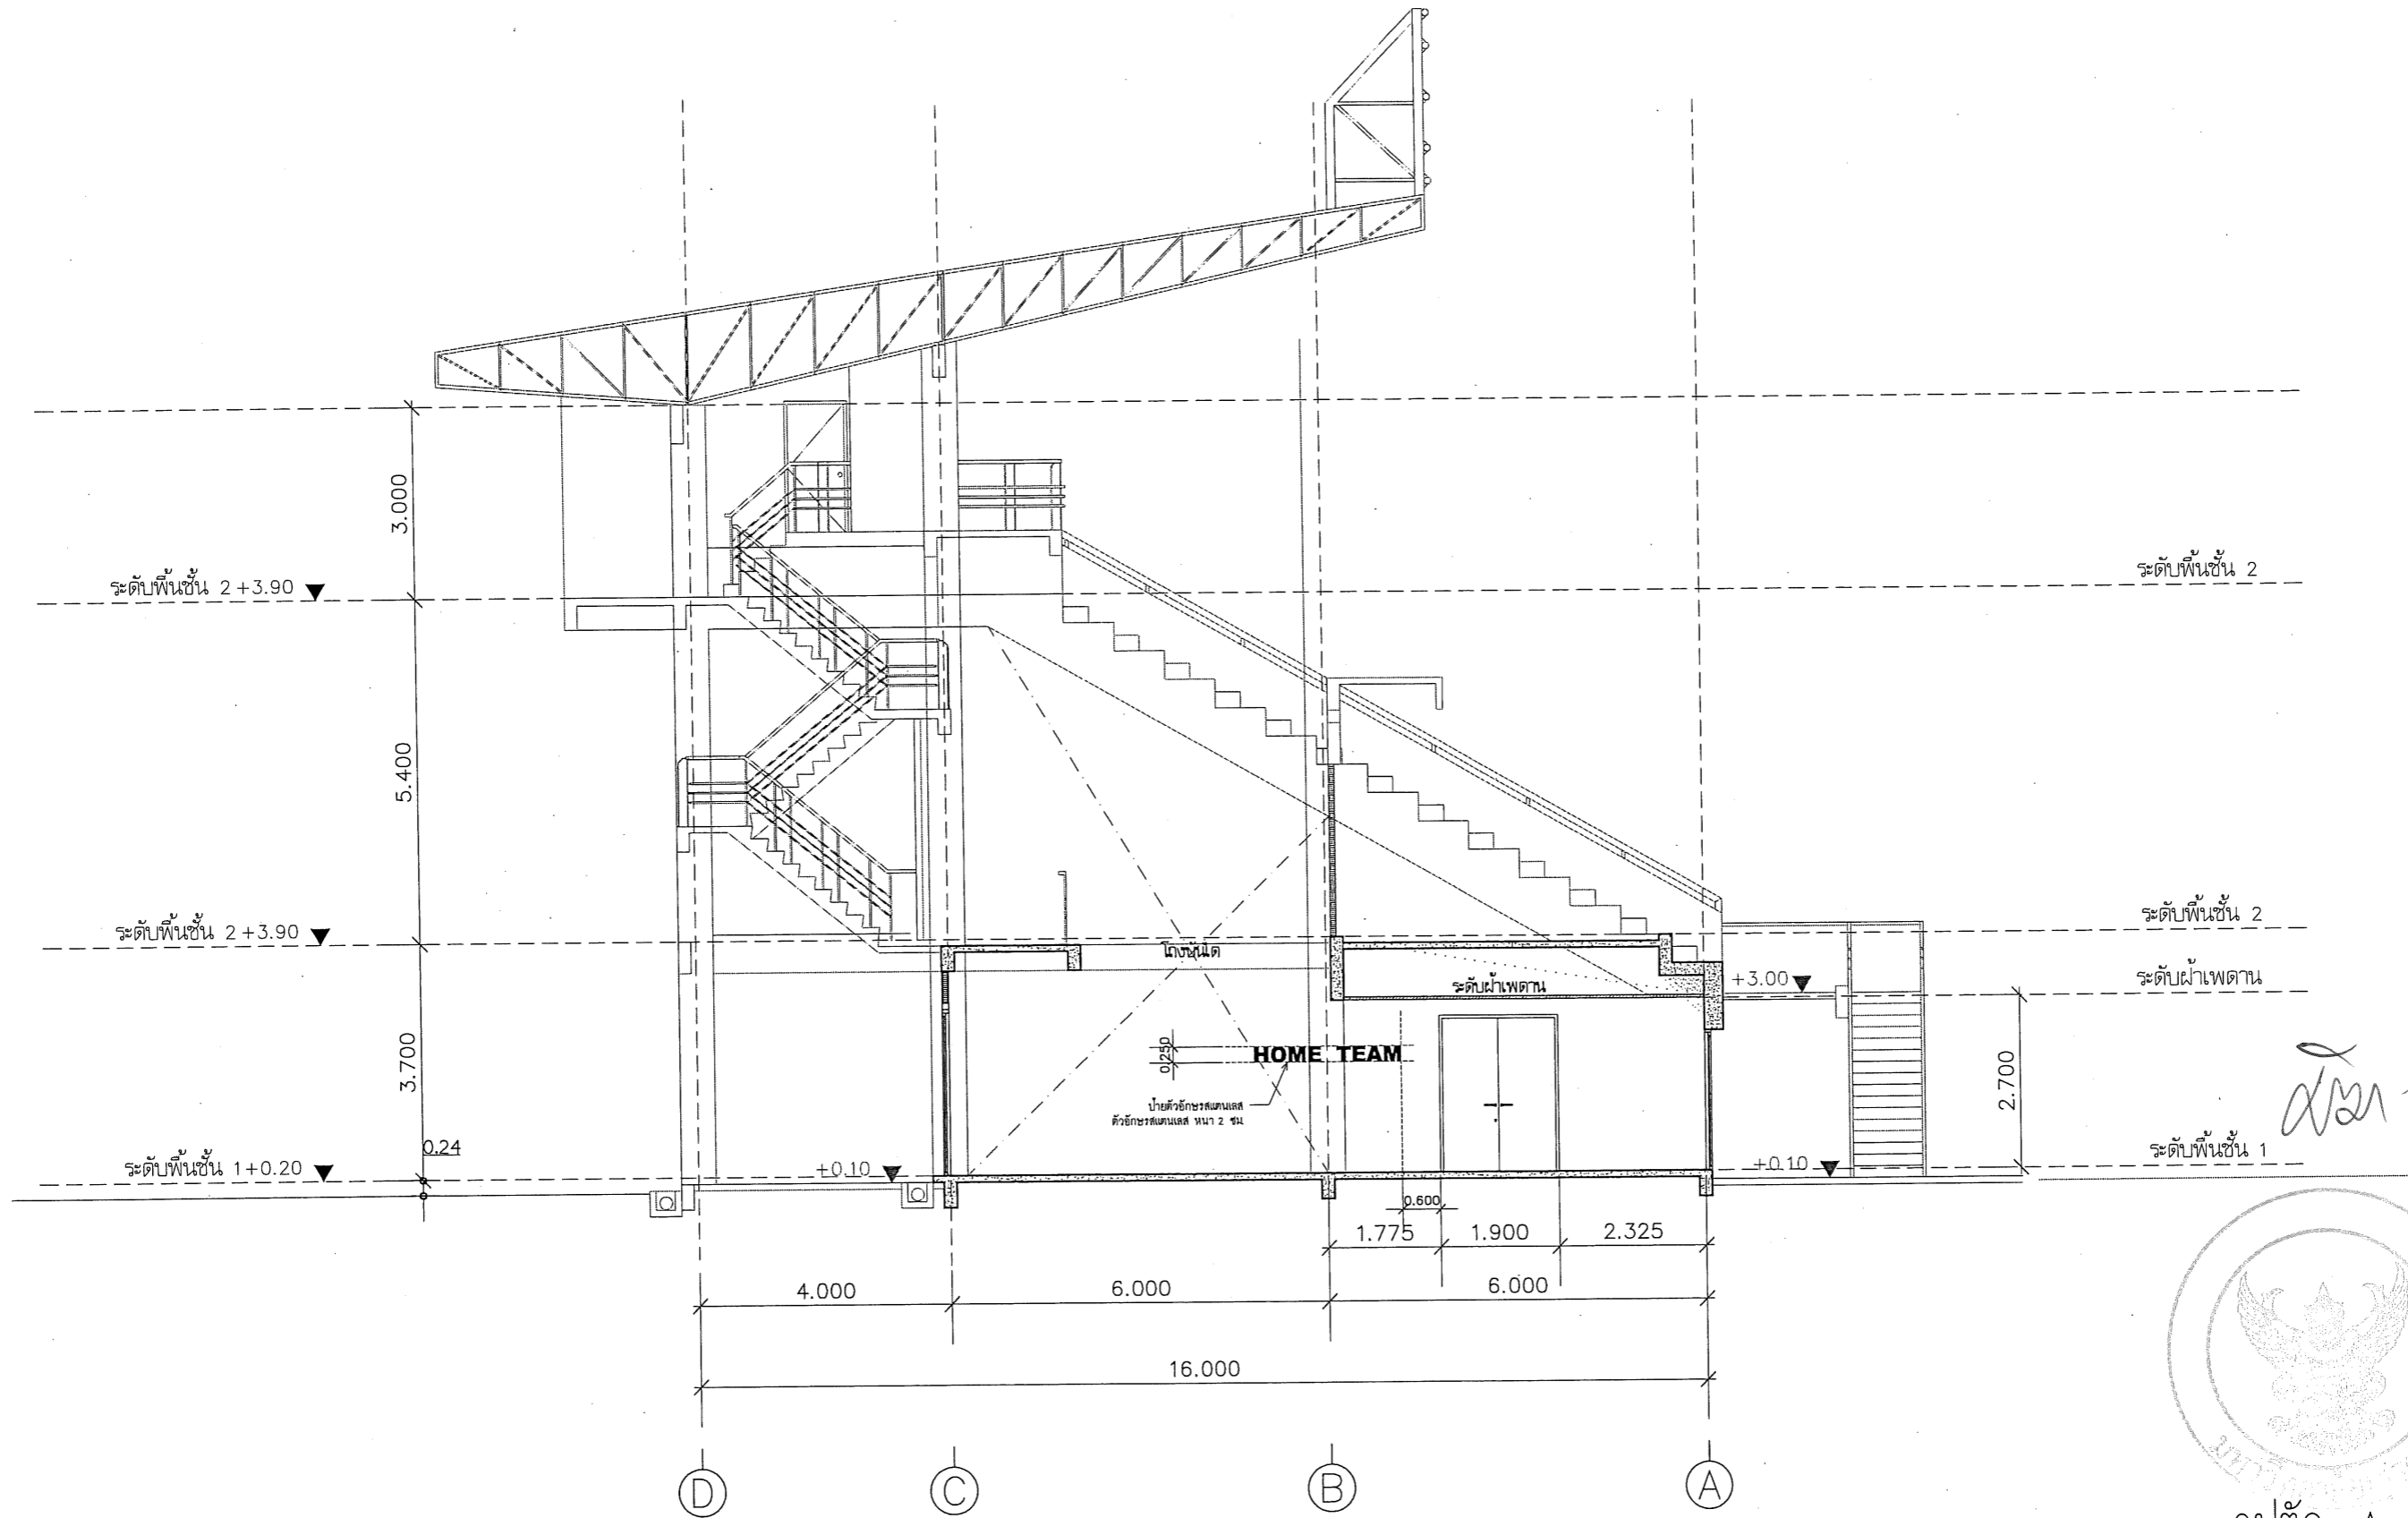 3.000
ระดับพื้นชั้น 2 +3.90
ระดับพื้นชั้น 2
5.400
ระดับพื้นชั้น 2 +3.90
ระดับพื้นชั้น 2
โถงบันได
ระดับฝ้าเพดาน
+3.00
ระดับฝ้าเพดาน
3.700
0.250
HOME TEAM
2.700
ป้ายตัวอักษรสแตนเลส
ตัวอักษรสแตนเลส หนา 2 ซม
0.24
ระดับพื้นชั้น 1+0.20
+0.10
+0.10
ระดับพื้นชั้น 1
0.600
1.775
1.900
2.325
4.000
6.000
6.000
16.000
D
C
B
A